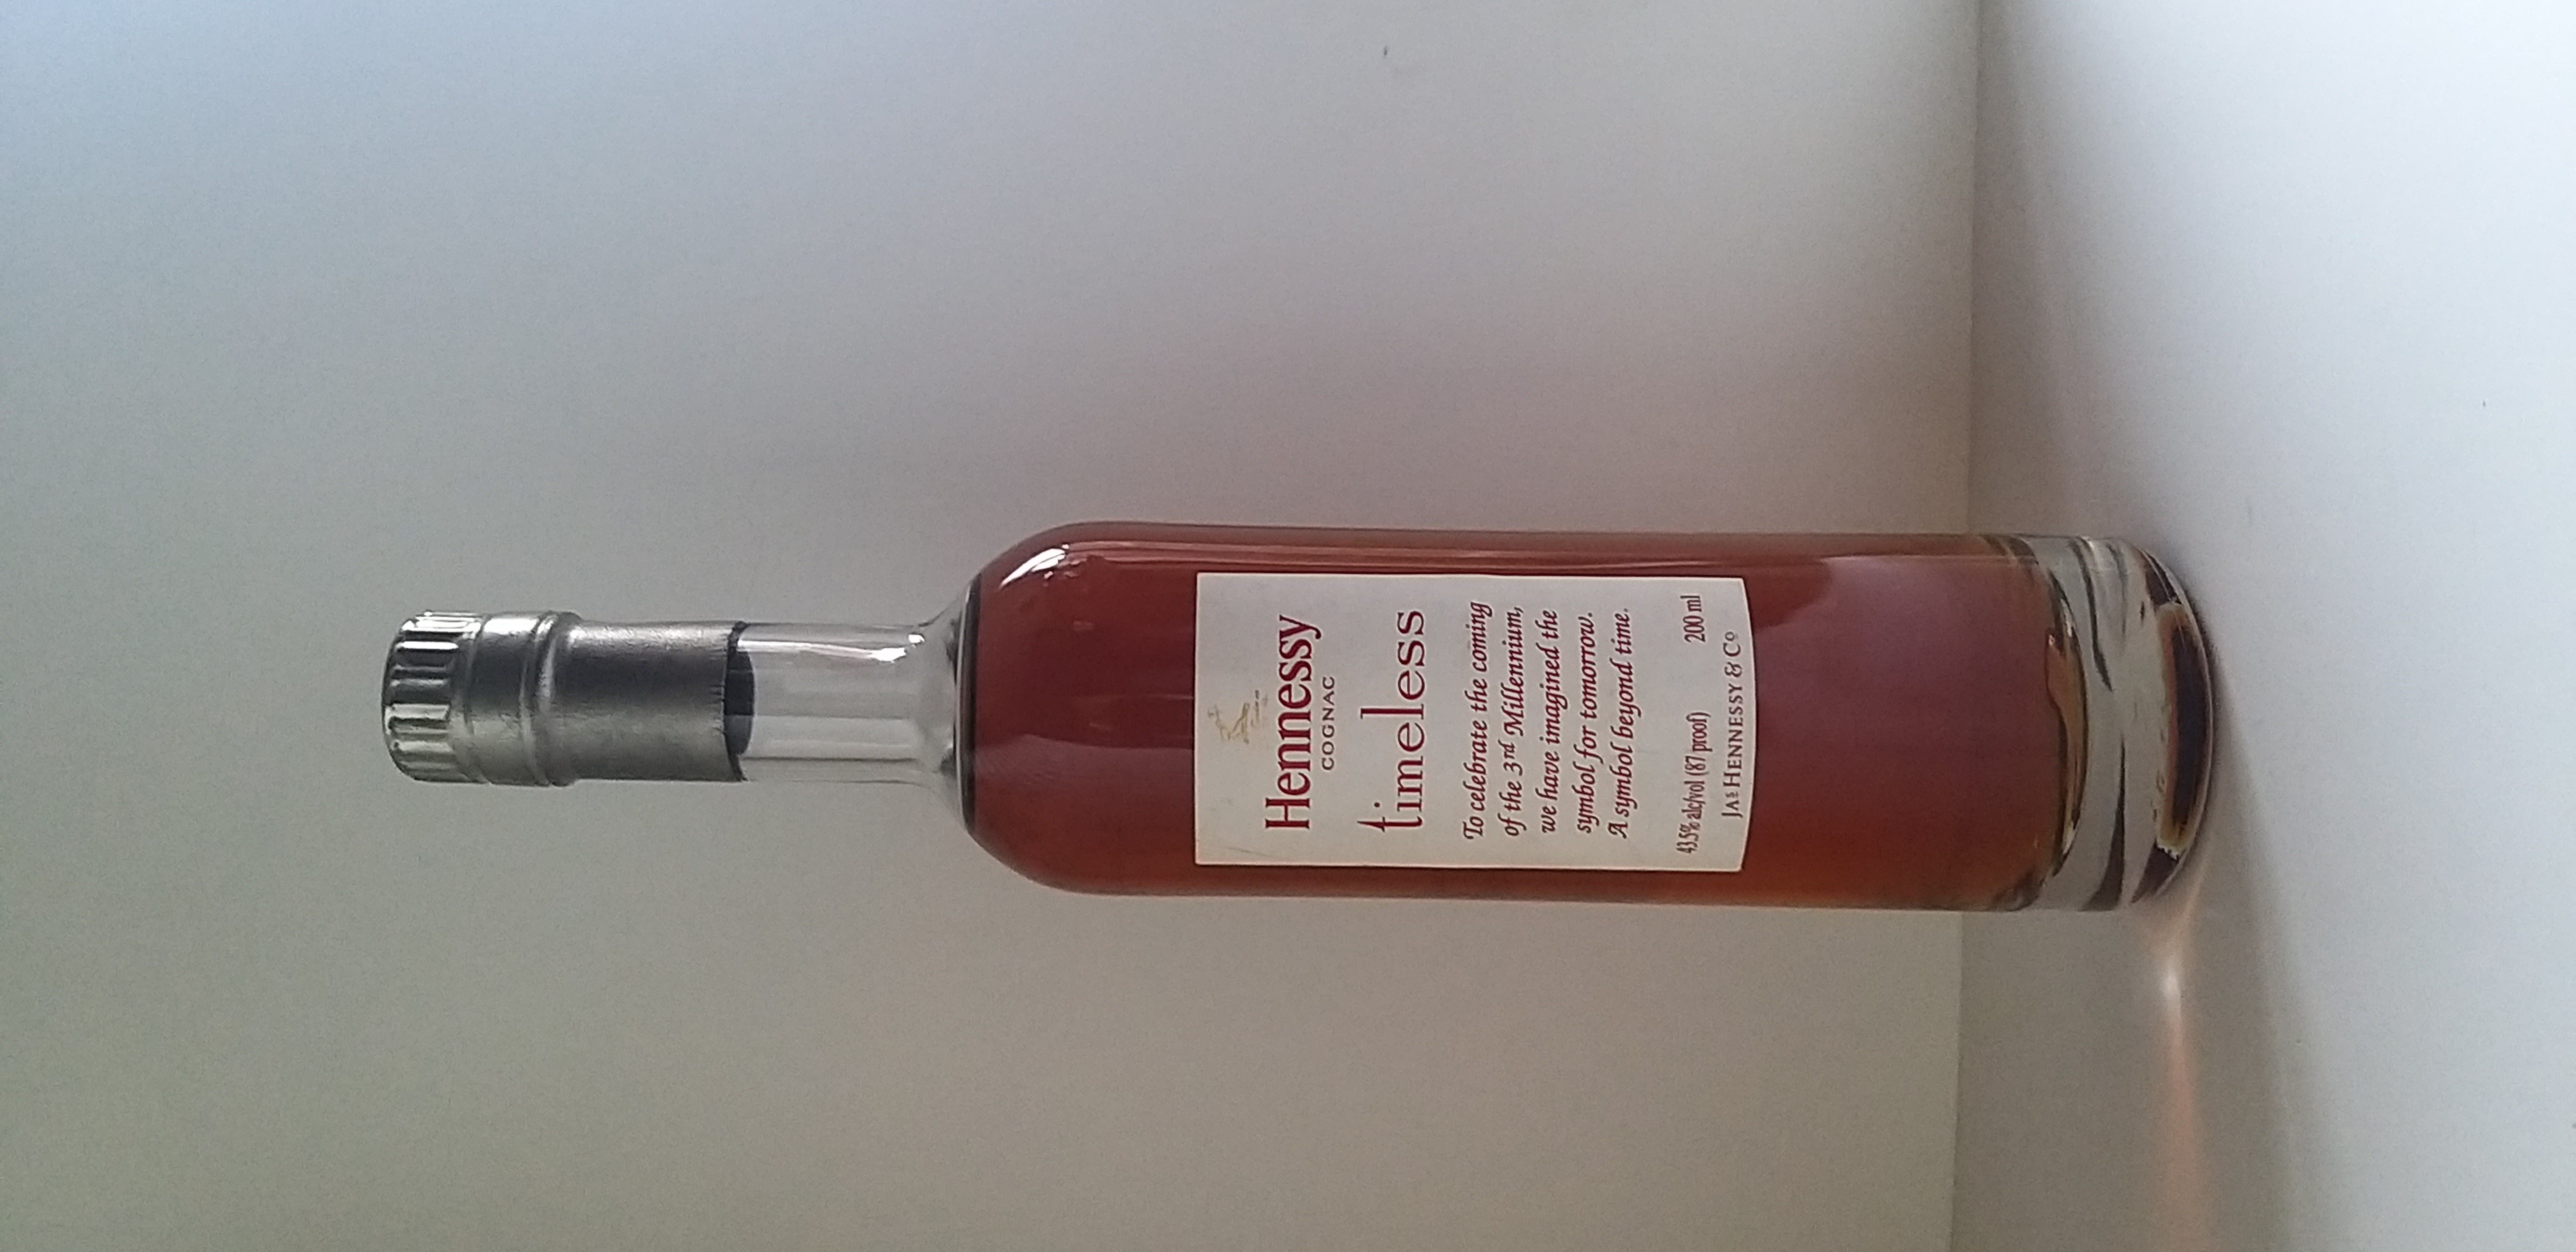 Hennessy
COGNAC
timeless
To celebrate the coming
of the 3rd Millennium,
we have imagined the
symbol for tomorrow.
A symbol beyond time.
43.5% alc/vol (87 proof) 200 ml
JAS HENNESSY & Co